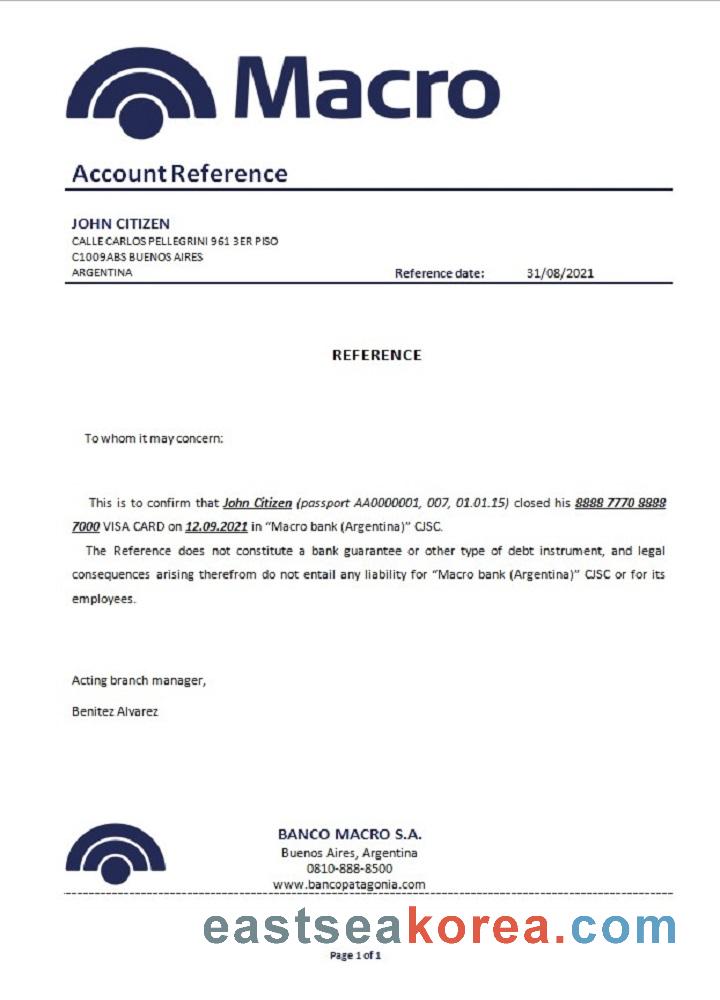 Macro
Account Reference
JOHN CITIZEN
CALLE CARLOS PELLEGRINI 961 3ER PISO
C1009ABS BUENOS AIRES
ARGENTINA
Reference date: 31/08/2021
REFERENCE
To whom it may concern:
This is to confirm that John Citizen (passport AA0000001, 007, 01.01.15) closed his 8888 7770 8888
7000 VISA CARD on 12.09.2021 in “Macro bank (Argentina)” CJSC.
The Reference does not constitute a bank guarantee or other type of debt instrument, and legal
consequences arising therefrom do not entail any liability for “Macro bank (Argentina)” CJSC or for its
employees.
Acting branch manager,
Benitez Alvarez
BANCO MACRO S.A.
Buenos Aires, Argentina
0810-888-8500
www.bancopatagonia.com
eastseakorea.com
Page 1 of 1